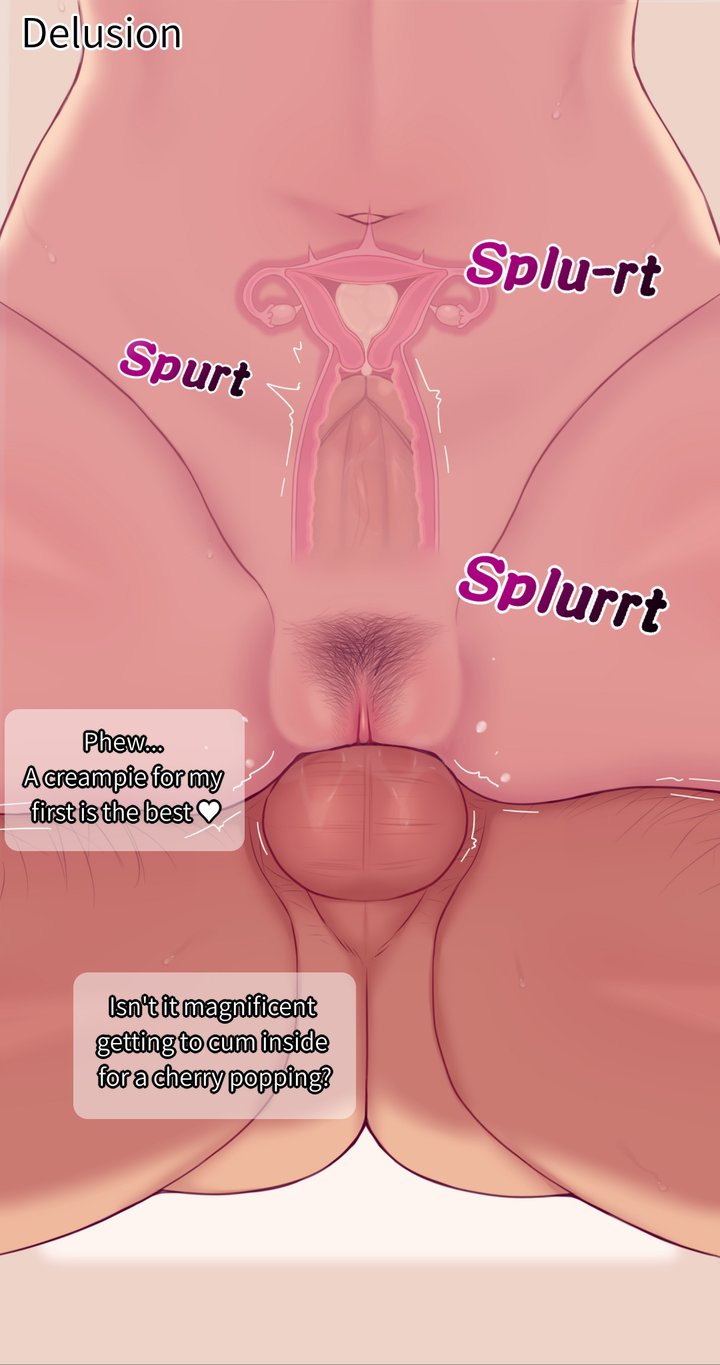 Delusion
Splu-rt
Spurt
Splurrt
Phew...
A creampie for my
first is the best ♥
Isn't it magnificent
getting to cum inside
for a cherry popping?